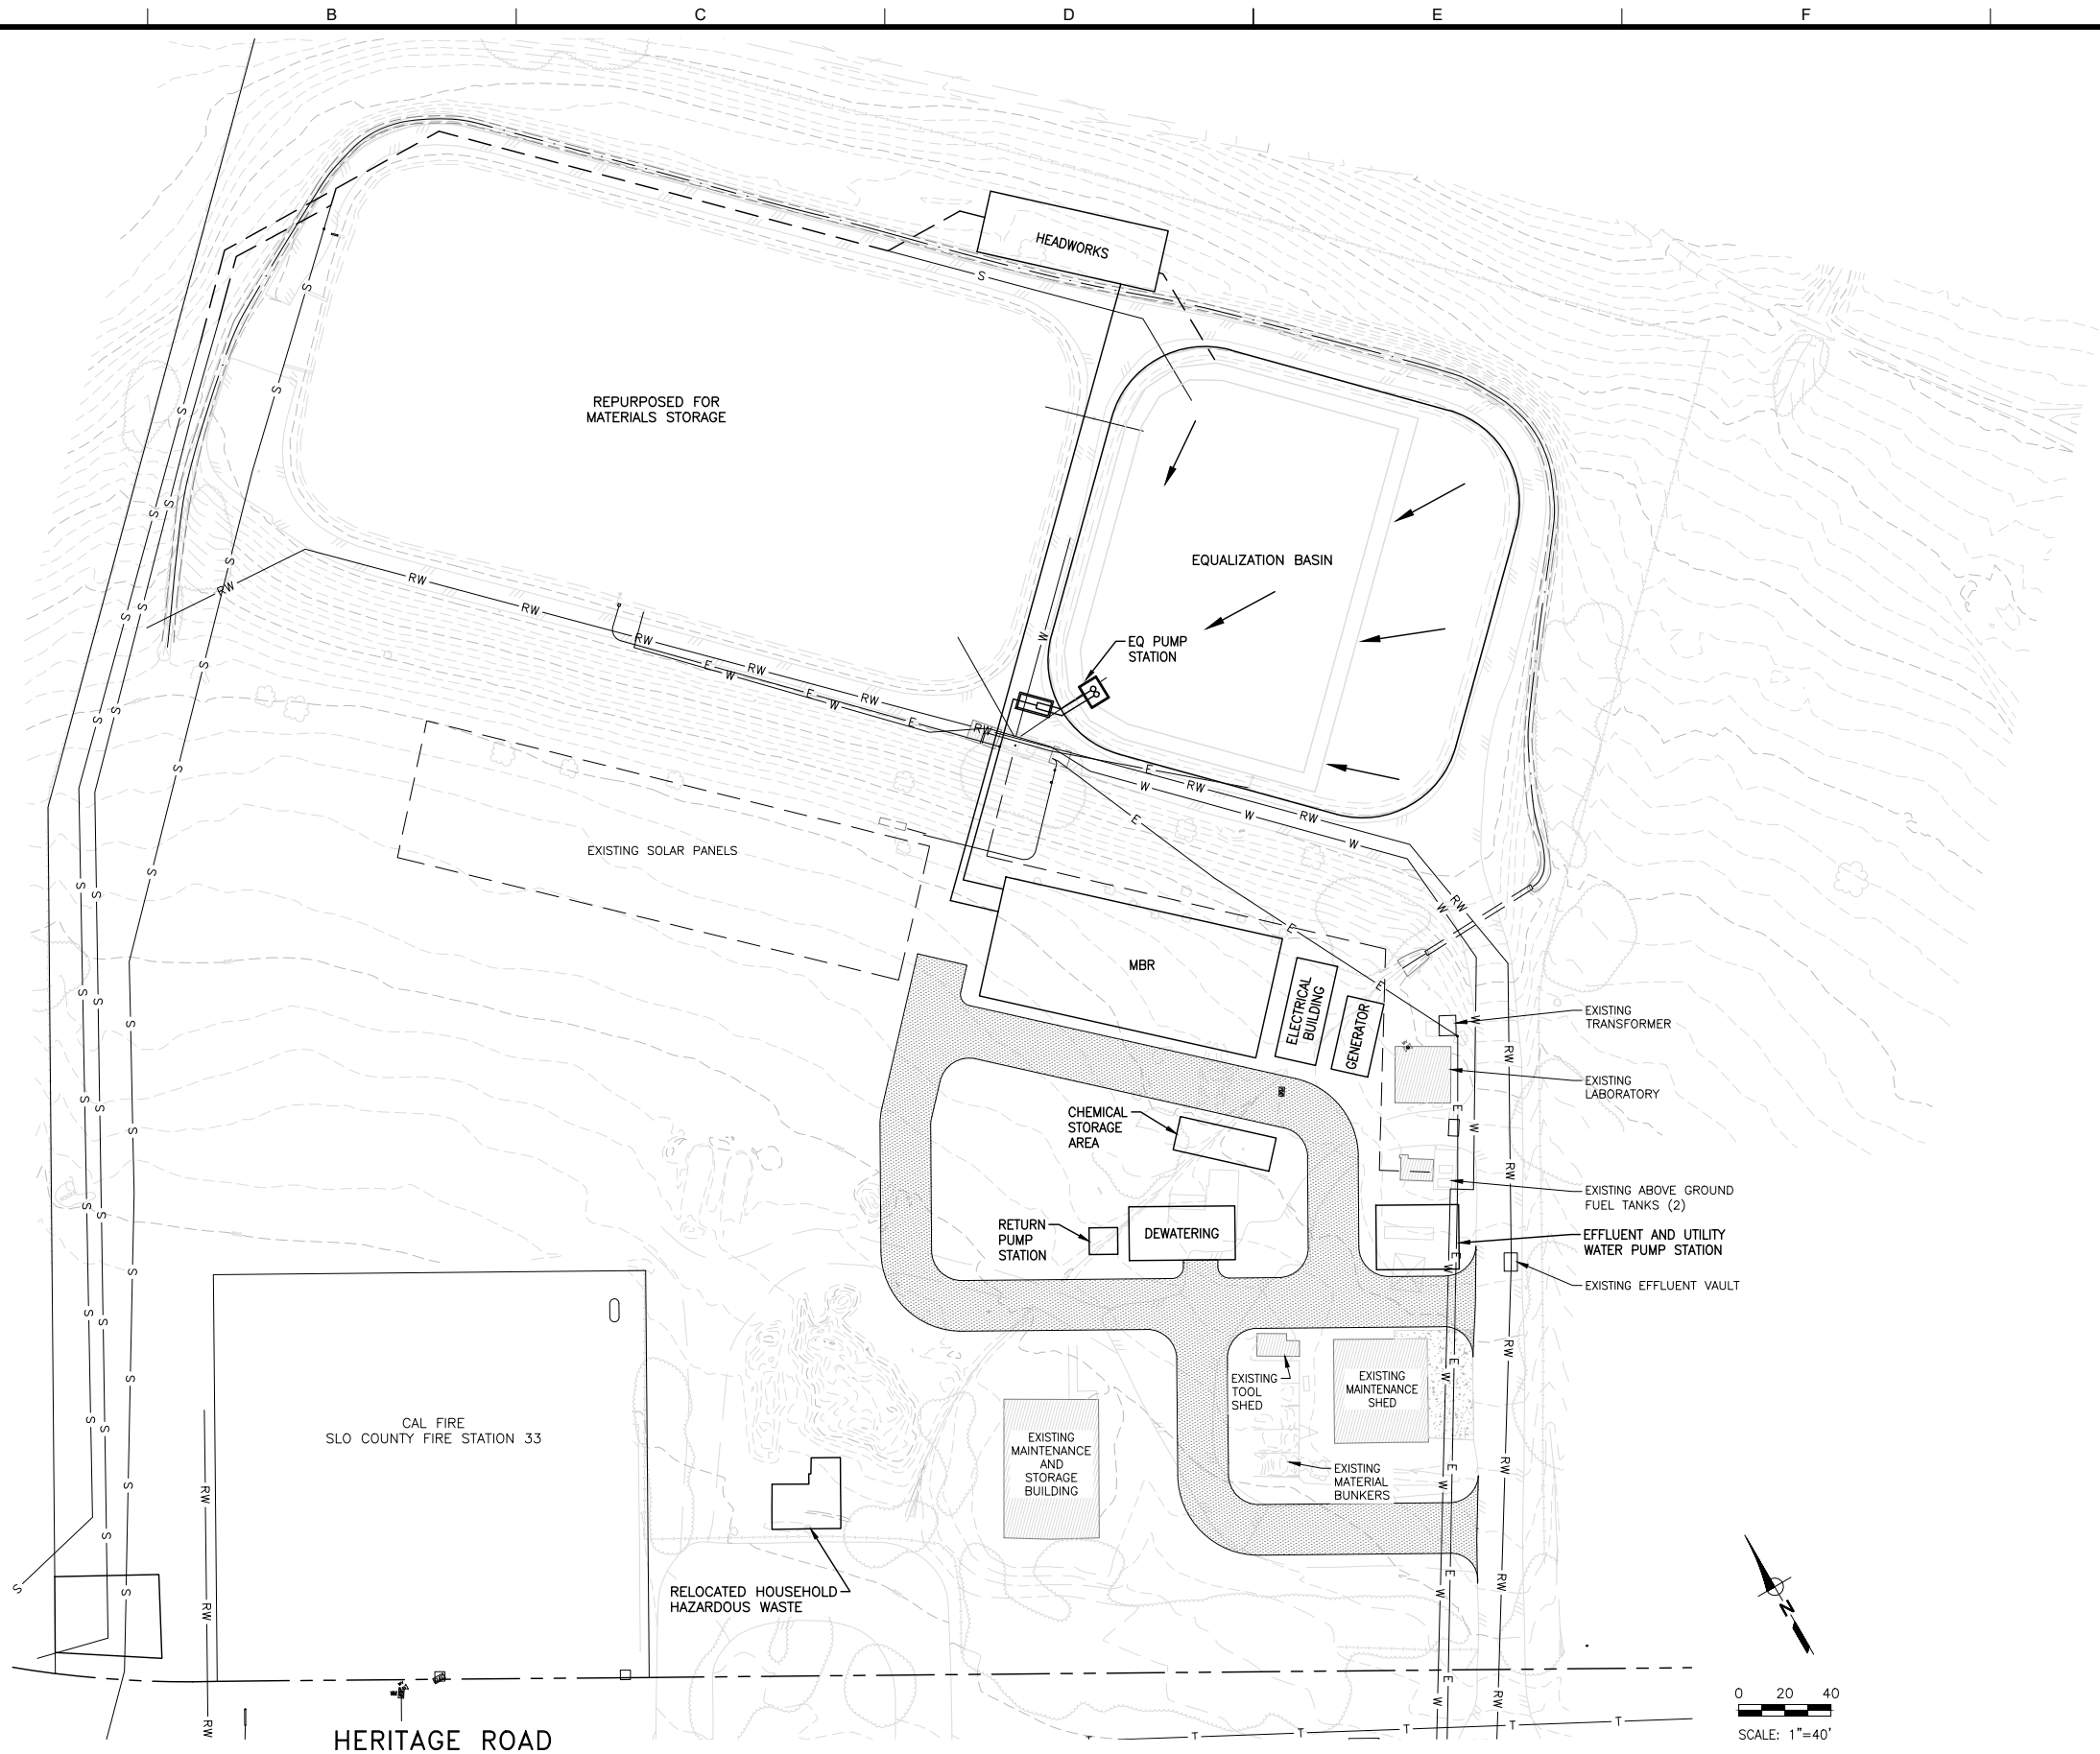 B C D E F
HEADWORKS
REPURPOSED FOR
MATERIALS STORAGE
EQUALIZATION BASIN
EQ PUMP
STATION
EXISTING SOLAR PANELS
MBR
ELECTRICAL
BUILDING
GENERATOR
EXISTING
TRANSFORMER
EXISTING
LABORATORY
CHEMICAL
STORAGE
AREA
EXISTING ABOVE GROUND
FUEL TANKS (2)
RETURN
PUMP
STATION
DEWATERING
EFFLUENT AND UTILITY
WATER PUMP STATION
EXISTING EFFLUENT VAULT
EXISTING
TOOL
SHED
EXISTING
MAINTENANCE
SHED
CAL FIRE
SLO COUNTY FIRE STATION 33
EXISTING
MAINTENANCE
AND
STORAGE
BUILDING
EXISTING
MATERIAL
BUNKERS
RELOCATED HOUSEHOLD
HAZARDOUS WASTE
N
0 20 40
SCALE: 1"=40'
HERITAGE ROAD
S
RW
E
W
T